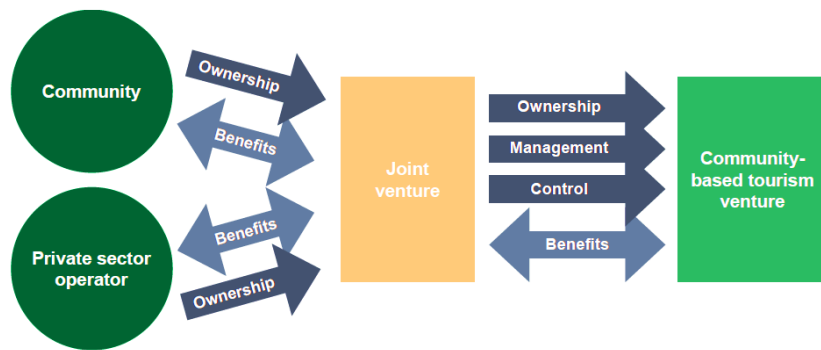 Community
Ownership
Benefits
Private sector
operator
Benefits
Ownership
Joint
venture
Ownership
Management
Control
Benefits
Community-
based tourism
venture